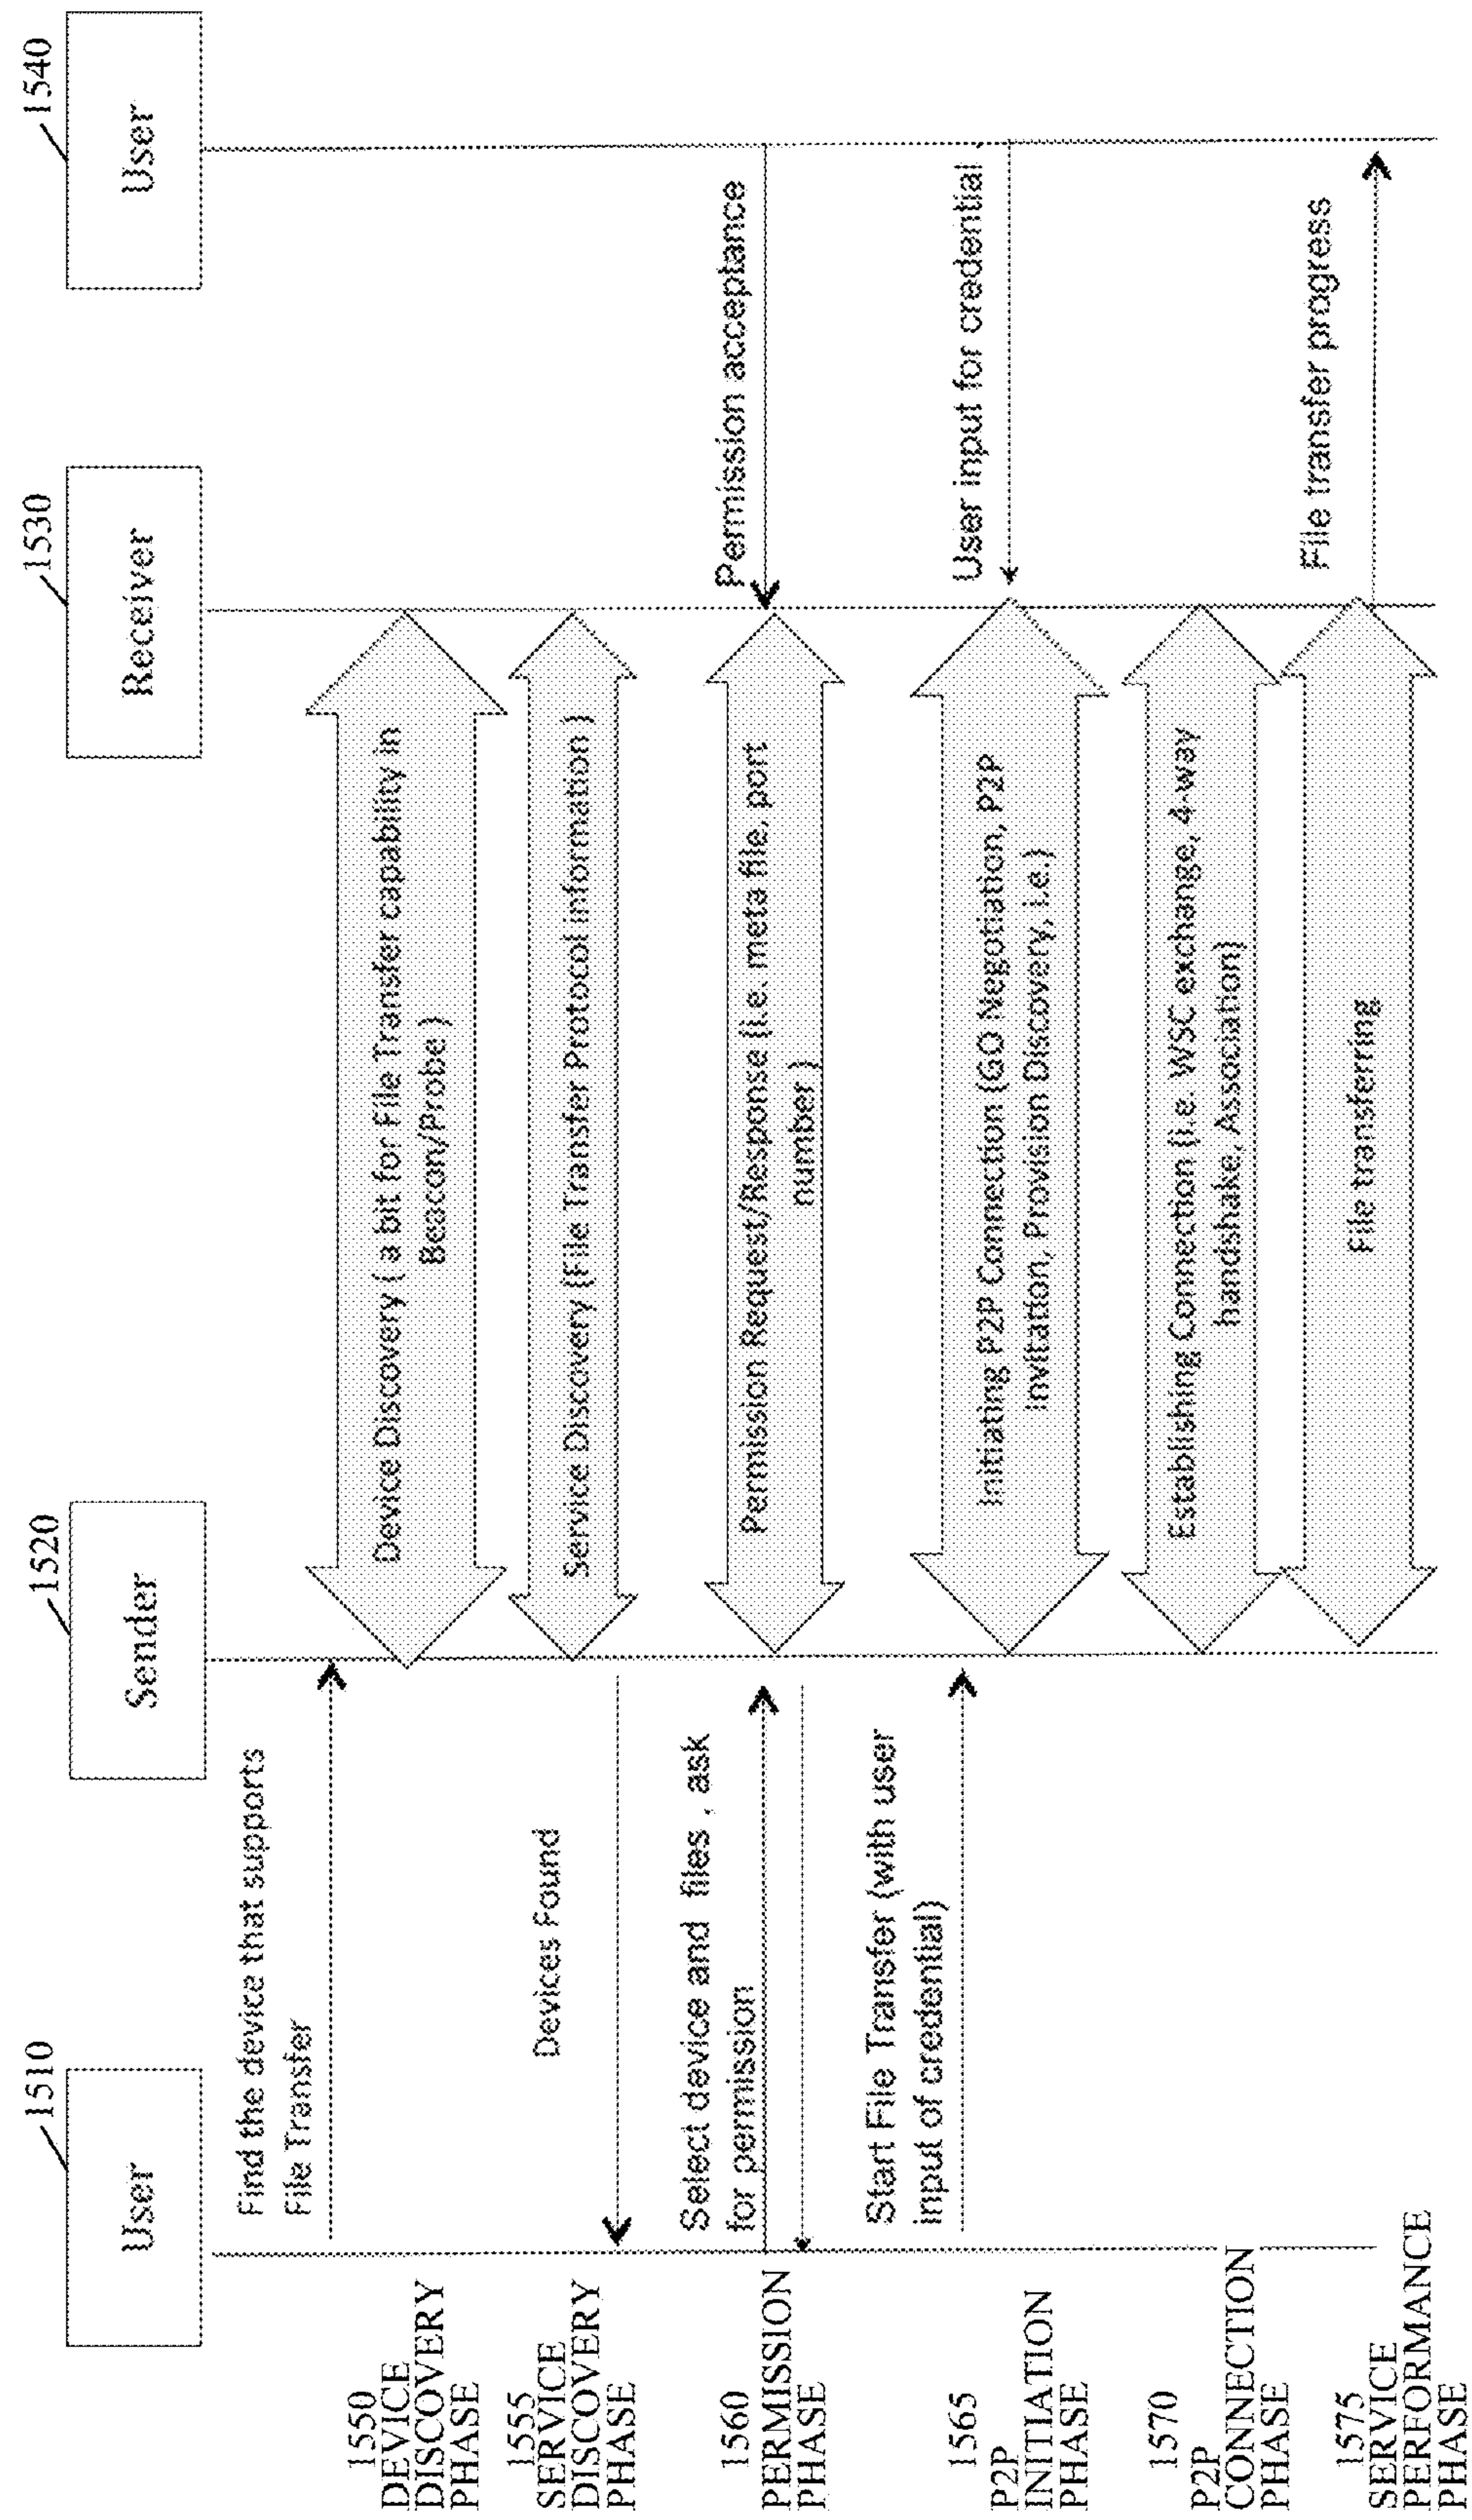 1510
User
1520
Sender
1530
Receiver
1540
User
1550
DEVICE
DISCOVERY
PHASE
Find the device that supports
File Transfer
Device Discovery ( a bit for File Transfer capability in
Beacon/Probe )
1555
SERVICE
DISCOVERY
PHASE
Devices Found
Service Discovery (File Transfer Protocol information )
1560
PERMISSION
PHASE
Select device and files , ask
for permission
Permission Request/Response (i.e. meta file, port
number )
Permission acceptance
1565
P2P
INITIATION
PHASE
Start File Transfer (with user
input of credential)
Initiating P2P Connection (GO Negotiation, P2P
Invitation, Provision Discovery, i.e.)
User input for credential
1570
P2P
CONNECTION
PHASE
Establishing Connection (i.e. WSC exchange, 4-way
handshake, Association)
1575
SERVICE
PERFORMANCE
PHASE
File transferring
File transfer progress